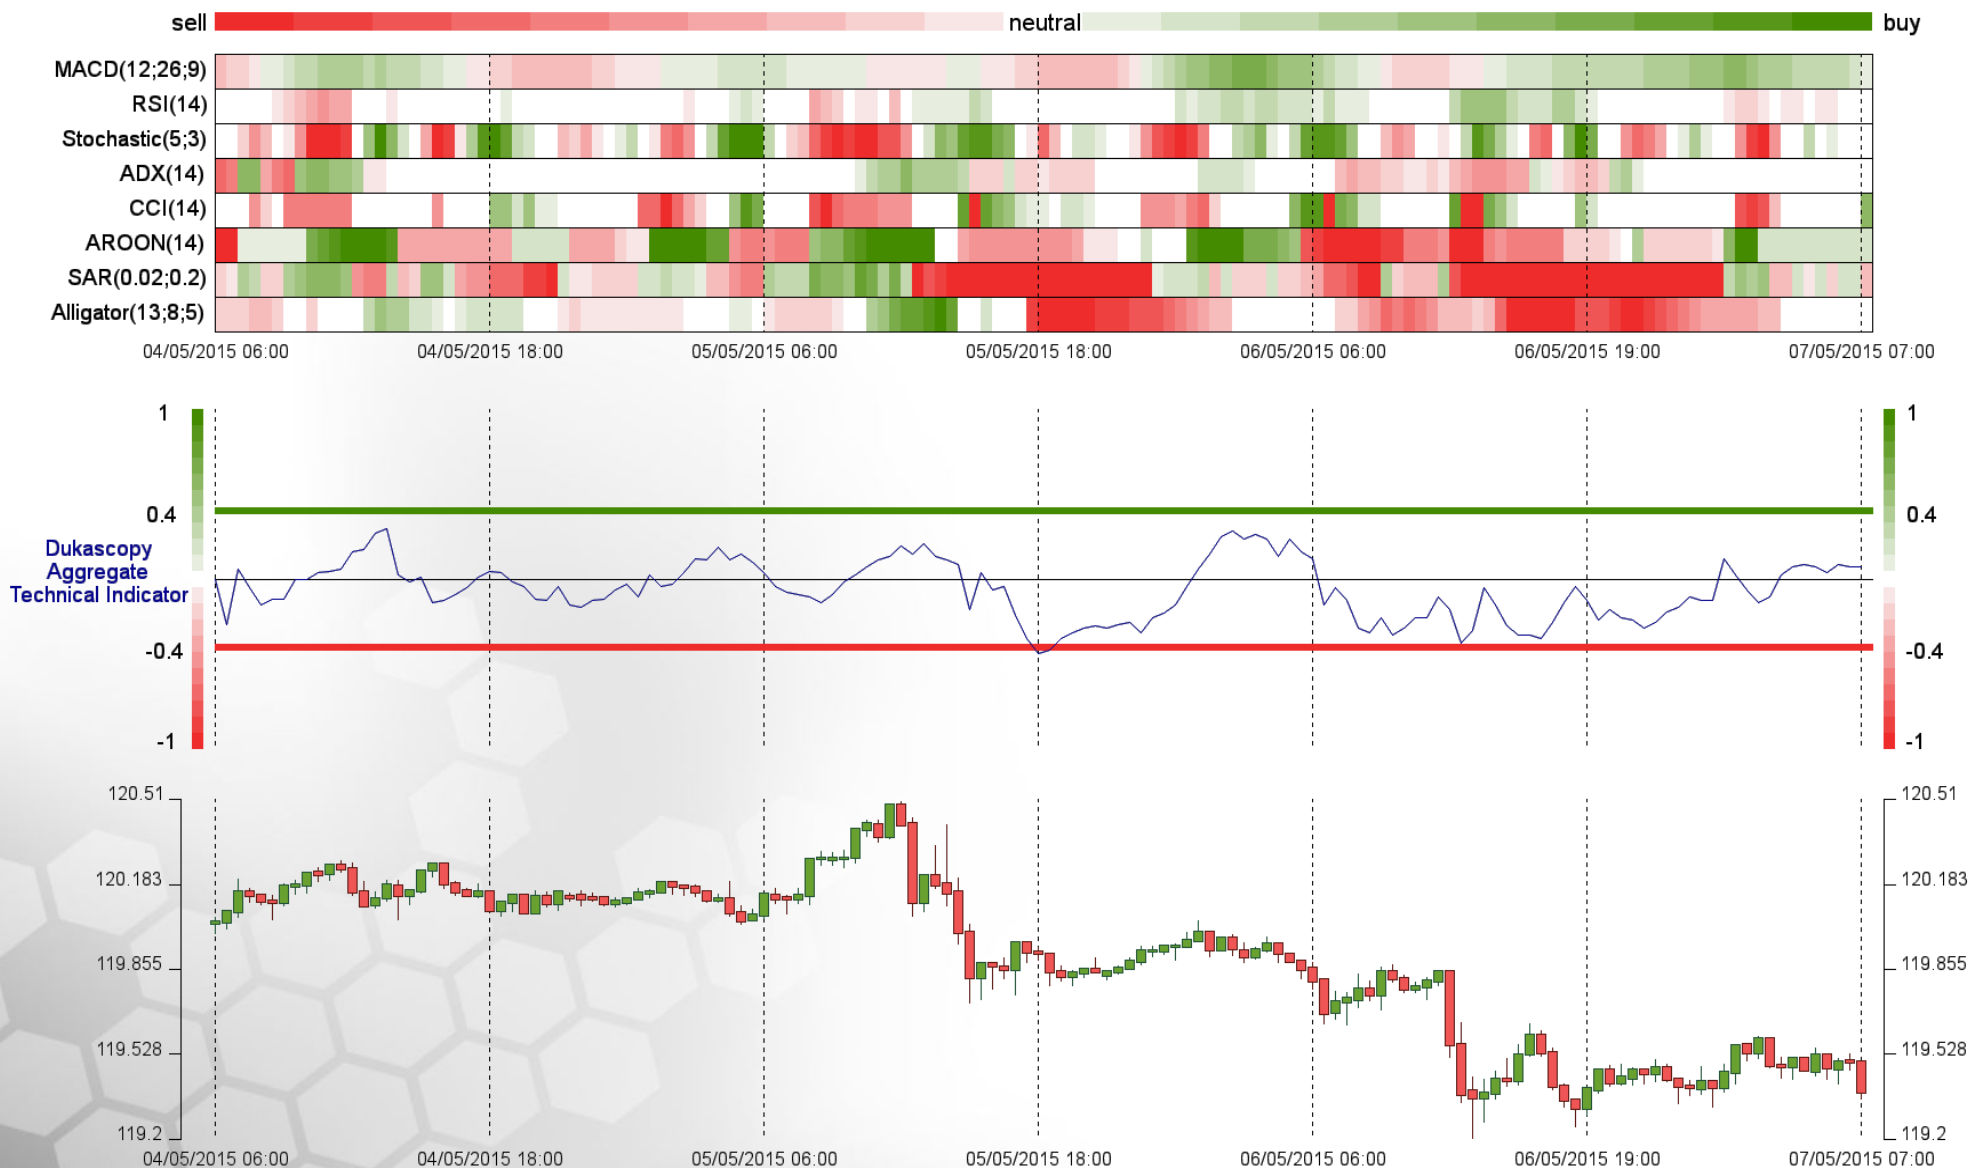 sell neutral buy
MACD(12;26;9)
RSI(14)
Stochastic(5;3)
ADX(14)
CCI(14)
AROON(14)
SAR(0.02;0.2)
Alligator(13;8;5)
04/05/2015 06:00 04/05/2015 18:00 05/05/2015 06:00 05/05/2015 18:00 06/05/2015 06:00 06/05/2015 19:00 07/05/2015 07:00
1 1
0.4 0.4
Dukascopy
Aggregate
Technical Indicator
-0.4 -0.4
-1 -1
120.51 120.51
120.183 120.183
119.855 119.855
119.528 119.528
119.2 119.2
04/05/2015 06:00 04/05/2015 18:00 05/05/2015 06:00 05/05/2015 18:00 06/05/2015 06:00 06/05/2015 19:00 07/05/2015 07:00